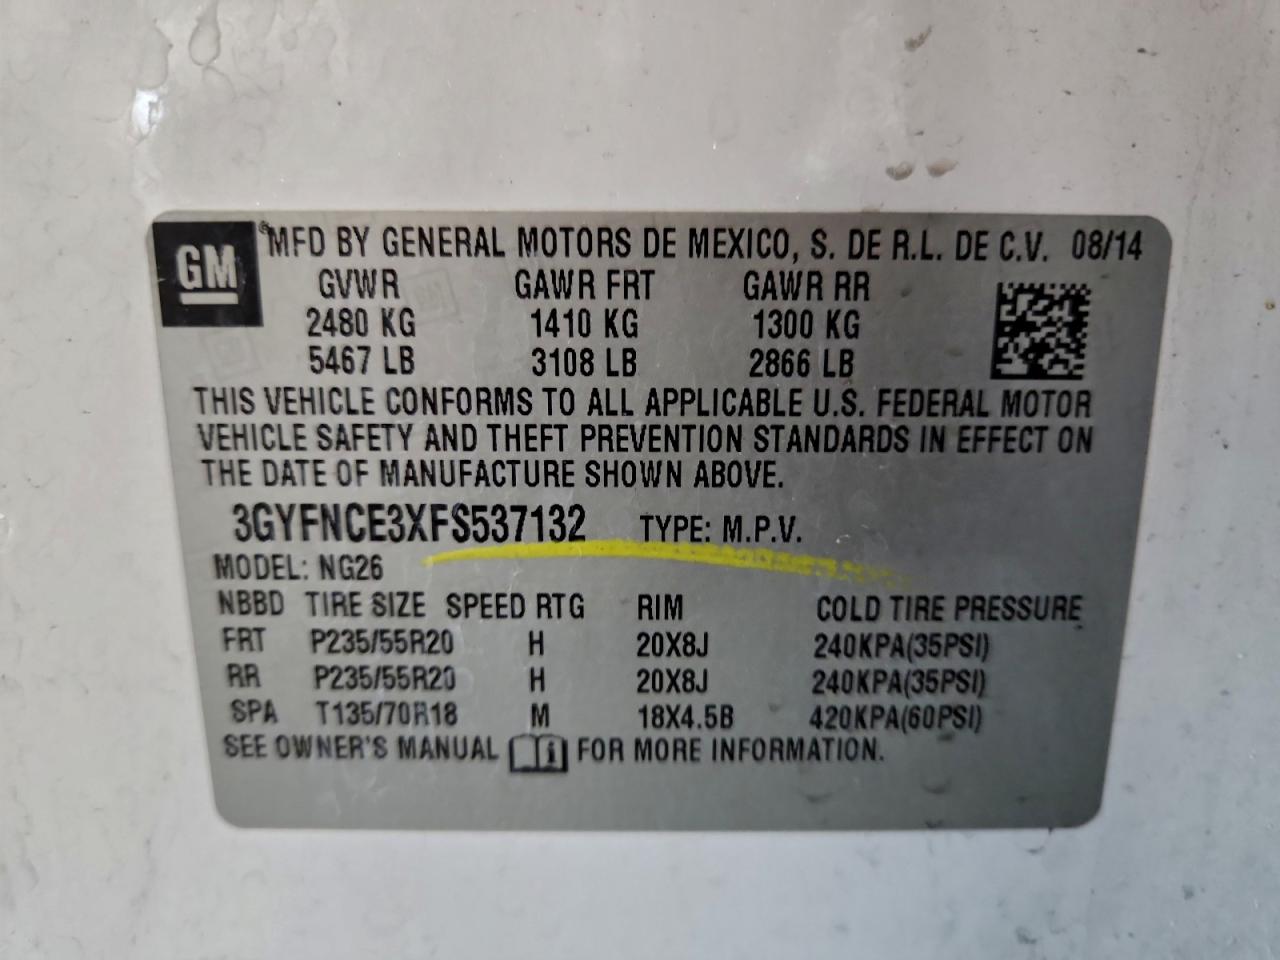 GM ® MFD BY GENERAL MOTORS DE MEXICO, S. DE R.L. DE C.V. 08/14
GVWR GAWR FRT GAWR RR
2480 KG 1410 KG 1300 KG
5467 LB 3108 LB 2866 LB
THIS VEHICLE CONFORMS TO ALL APPLICABLE U.S. FEDERAL MOTOR
VEHICLE SAFETY AND THEFT PREVENTION STANDARDS IN EFFECT ON
THE DATE OF MANUFACTURE SHOWN ABOVE.
3GYFNCE3XFS537132 TYPE: M.P.V.
MODEL: NG26
NBBD TIRE SIZE SPEED RTG RIM COLD TIRE PRESSURE
FRT P235/55R20 H 20X8J 240KPA(35PSI)
RR P235/55R20 H 20X8J 240KPA(35PSI)
SPA T135/70R18 M 18X4.5B 420KPA(60PSI)
SEE OWNER'S MANUAL i FOR MORE INFORMATION.